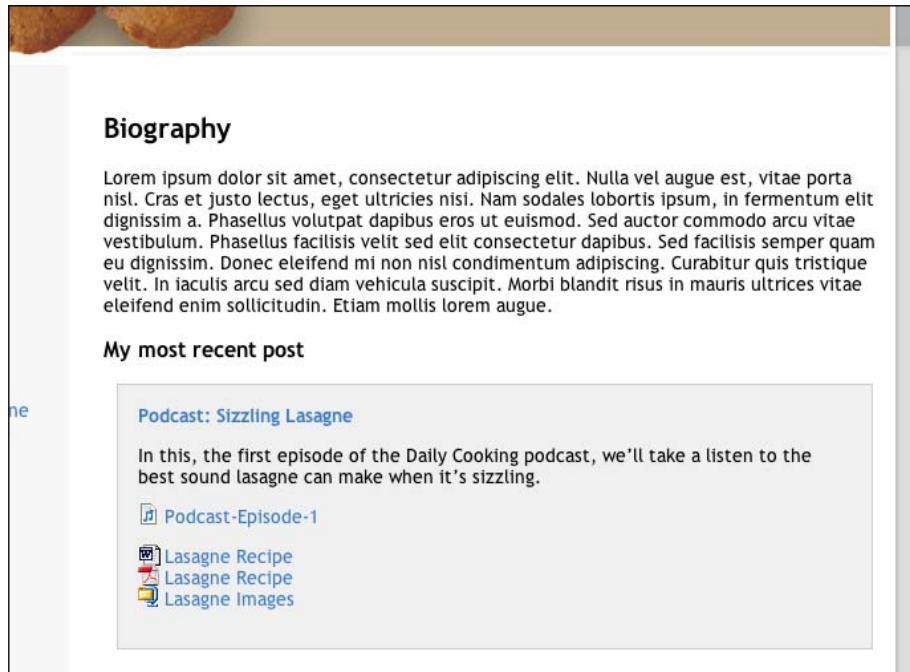 Biography
Lorem ipsum dolor sit amet, consectetur adipiscing elit. Nulla vel augue est, vitae porta
nisl. Cras et justo lectus, eget ultricies nisi. Nam sodales lobortis ipsum, in fermentum elit
dignissim a. Phasellus volutpat dapibus eros ut euismod. Sed auctor commodo arcu vitae
vestibulum. Phasellus facilisis velit sed elit consectetur dapibus. Sed facilisis semper quam
eu dignissim. Donec eleifend mi non nisl condimentum adipiscing. Curabitur quis tristique
velit. In iaculis arcu sed diam vehicula suscipit. Morbi blandit risus in mauris ultrices vitae
eleifend enim sollicitudin. Etiam mollis lorem augue.
My most recent post
ne
Podcast: Sizzling Lasagne
In this, the first episode of the Daily Cooking podcast, we’ll take a listen to the
best sound lasagne can make when it’s sizzling.
Podcast-Episode-1
Lasagne Recipe
Lasagne Recipe
Lasagne Images